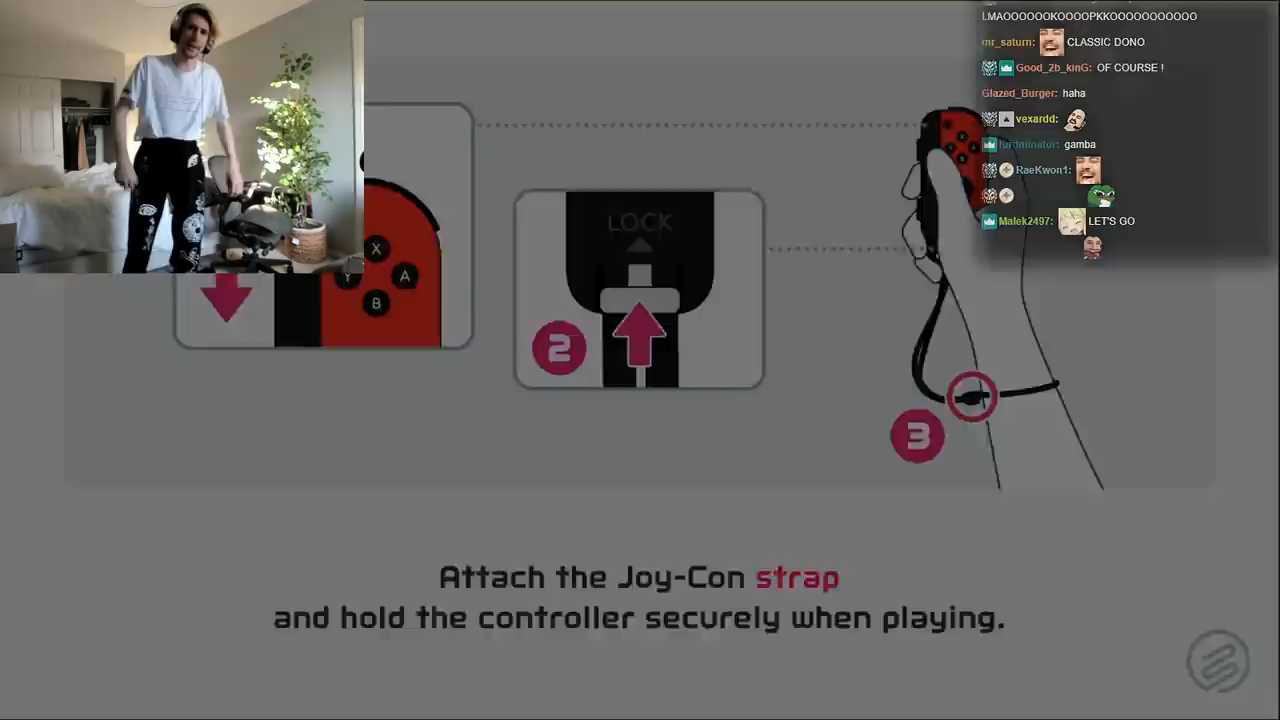 LMAOOOOOOKOOOOPKKOOOOOOOOOOO
mr_saturn: CLASSIC DONO
Good_2b_kinG: OF COURSE !
Glazed_Burger: haha
vexardd:
gamba
RaeKwon1:
Malek2497: LET'S GO
X
Y A
B
LOCK
2
3
Attach the Joy-Con strap
and hold the controller securely when playing.